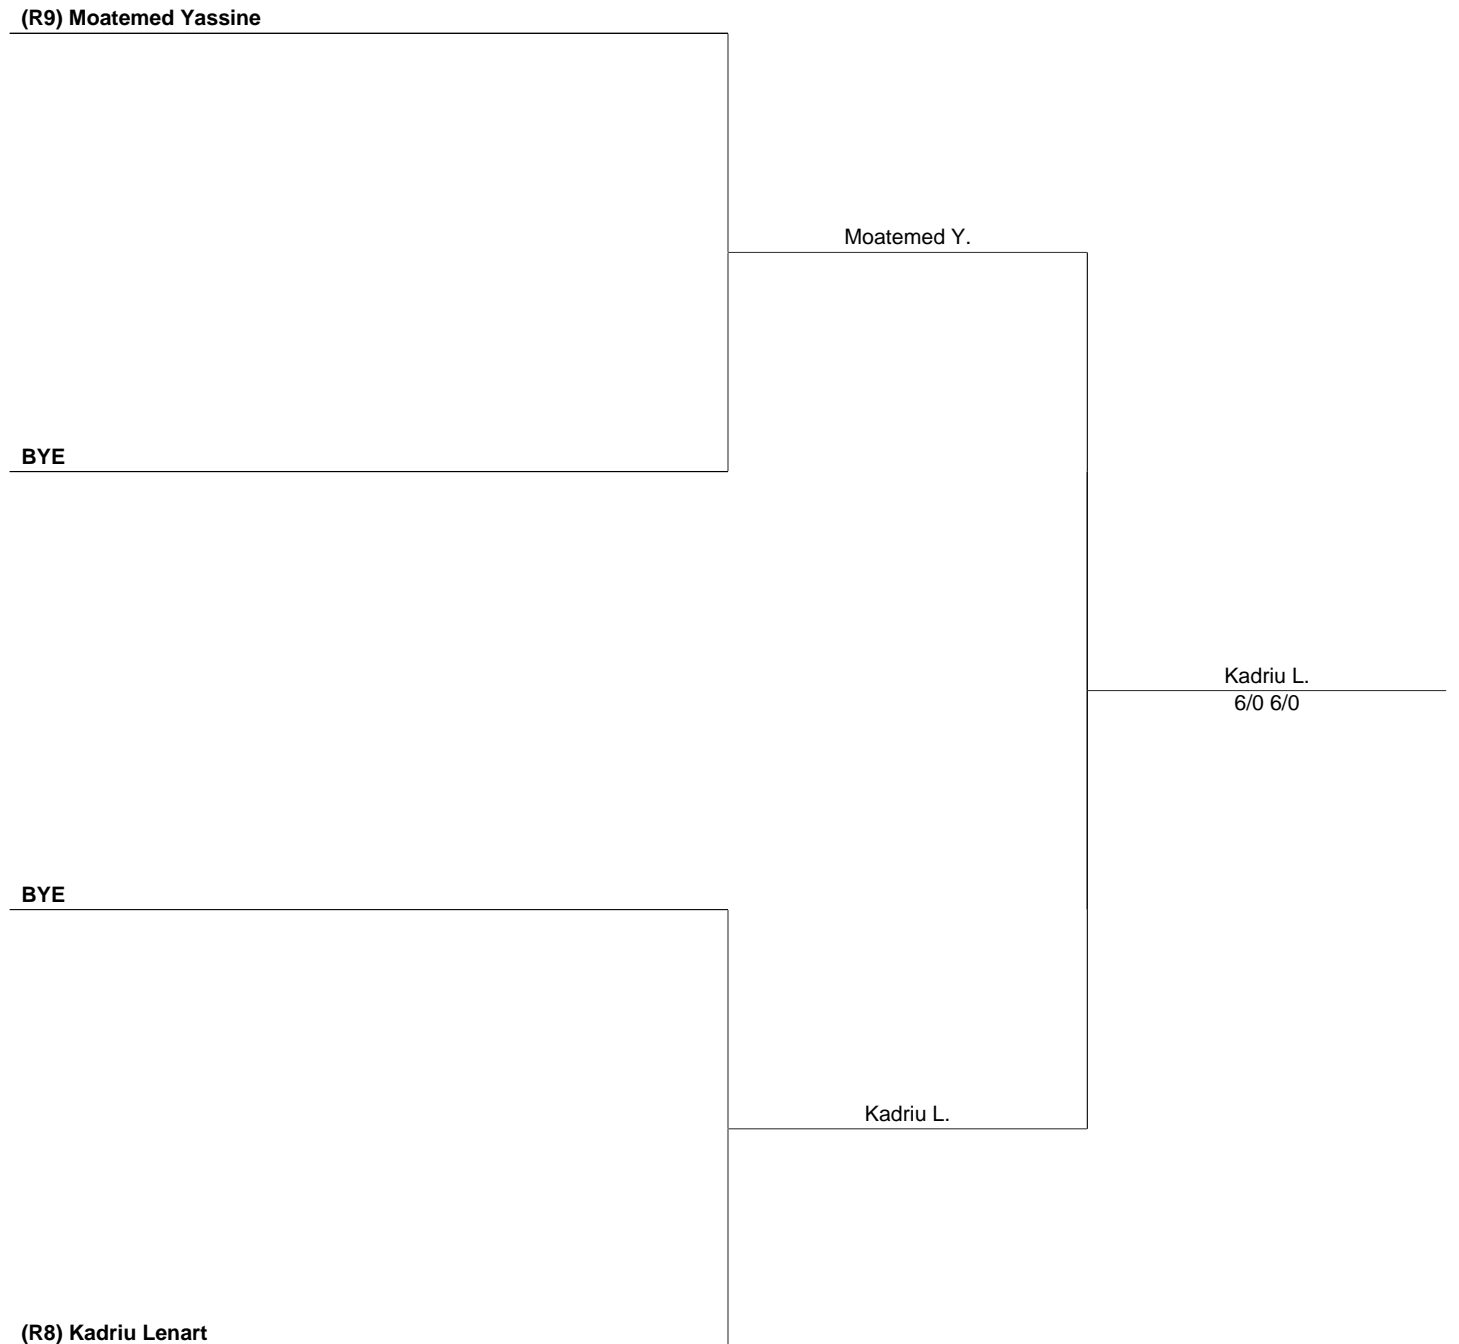 (R9) Moatemed Yassine
Moatemed Y.
BYE
Kadriu L.
6/0 6/0
BYE
Kadriu L.
(R8) Kadriu Lenart